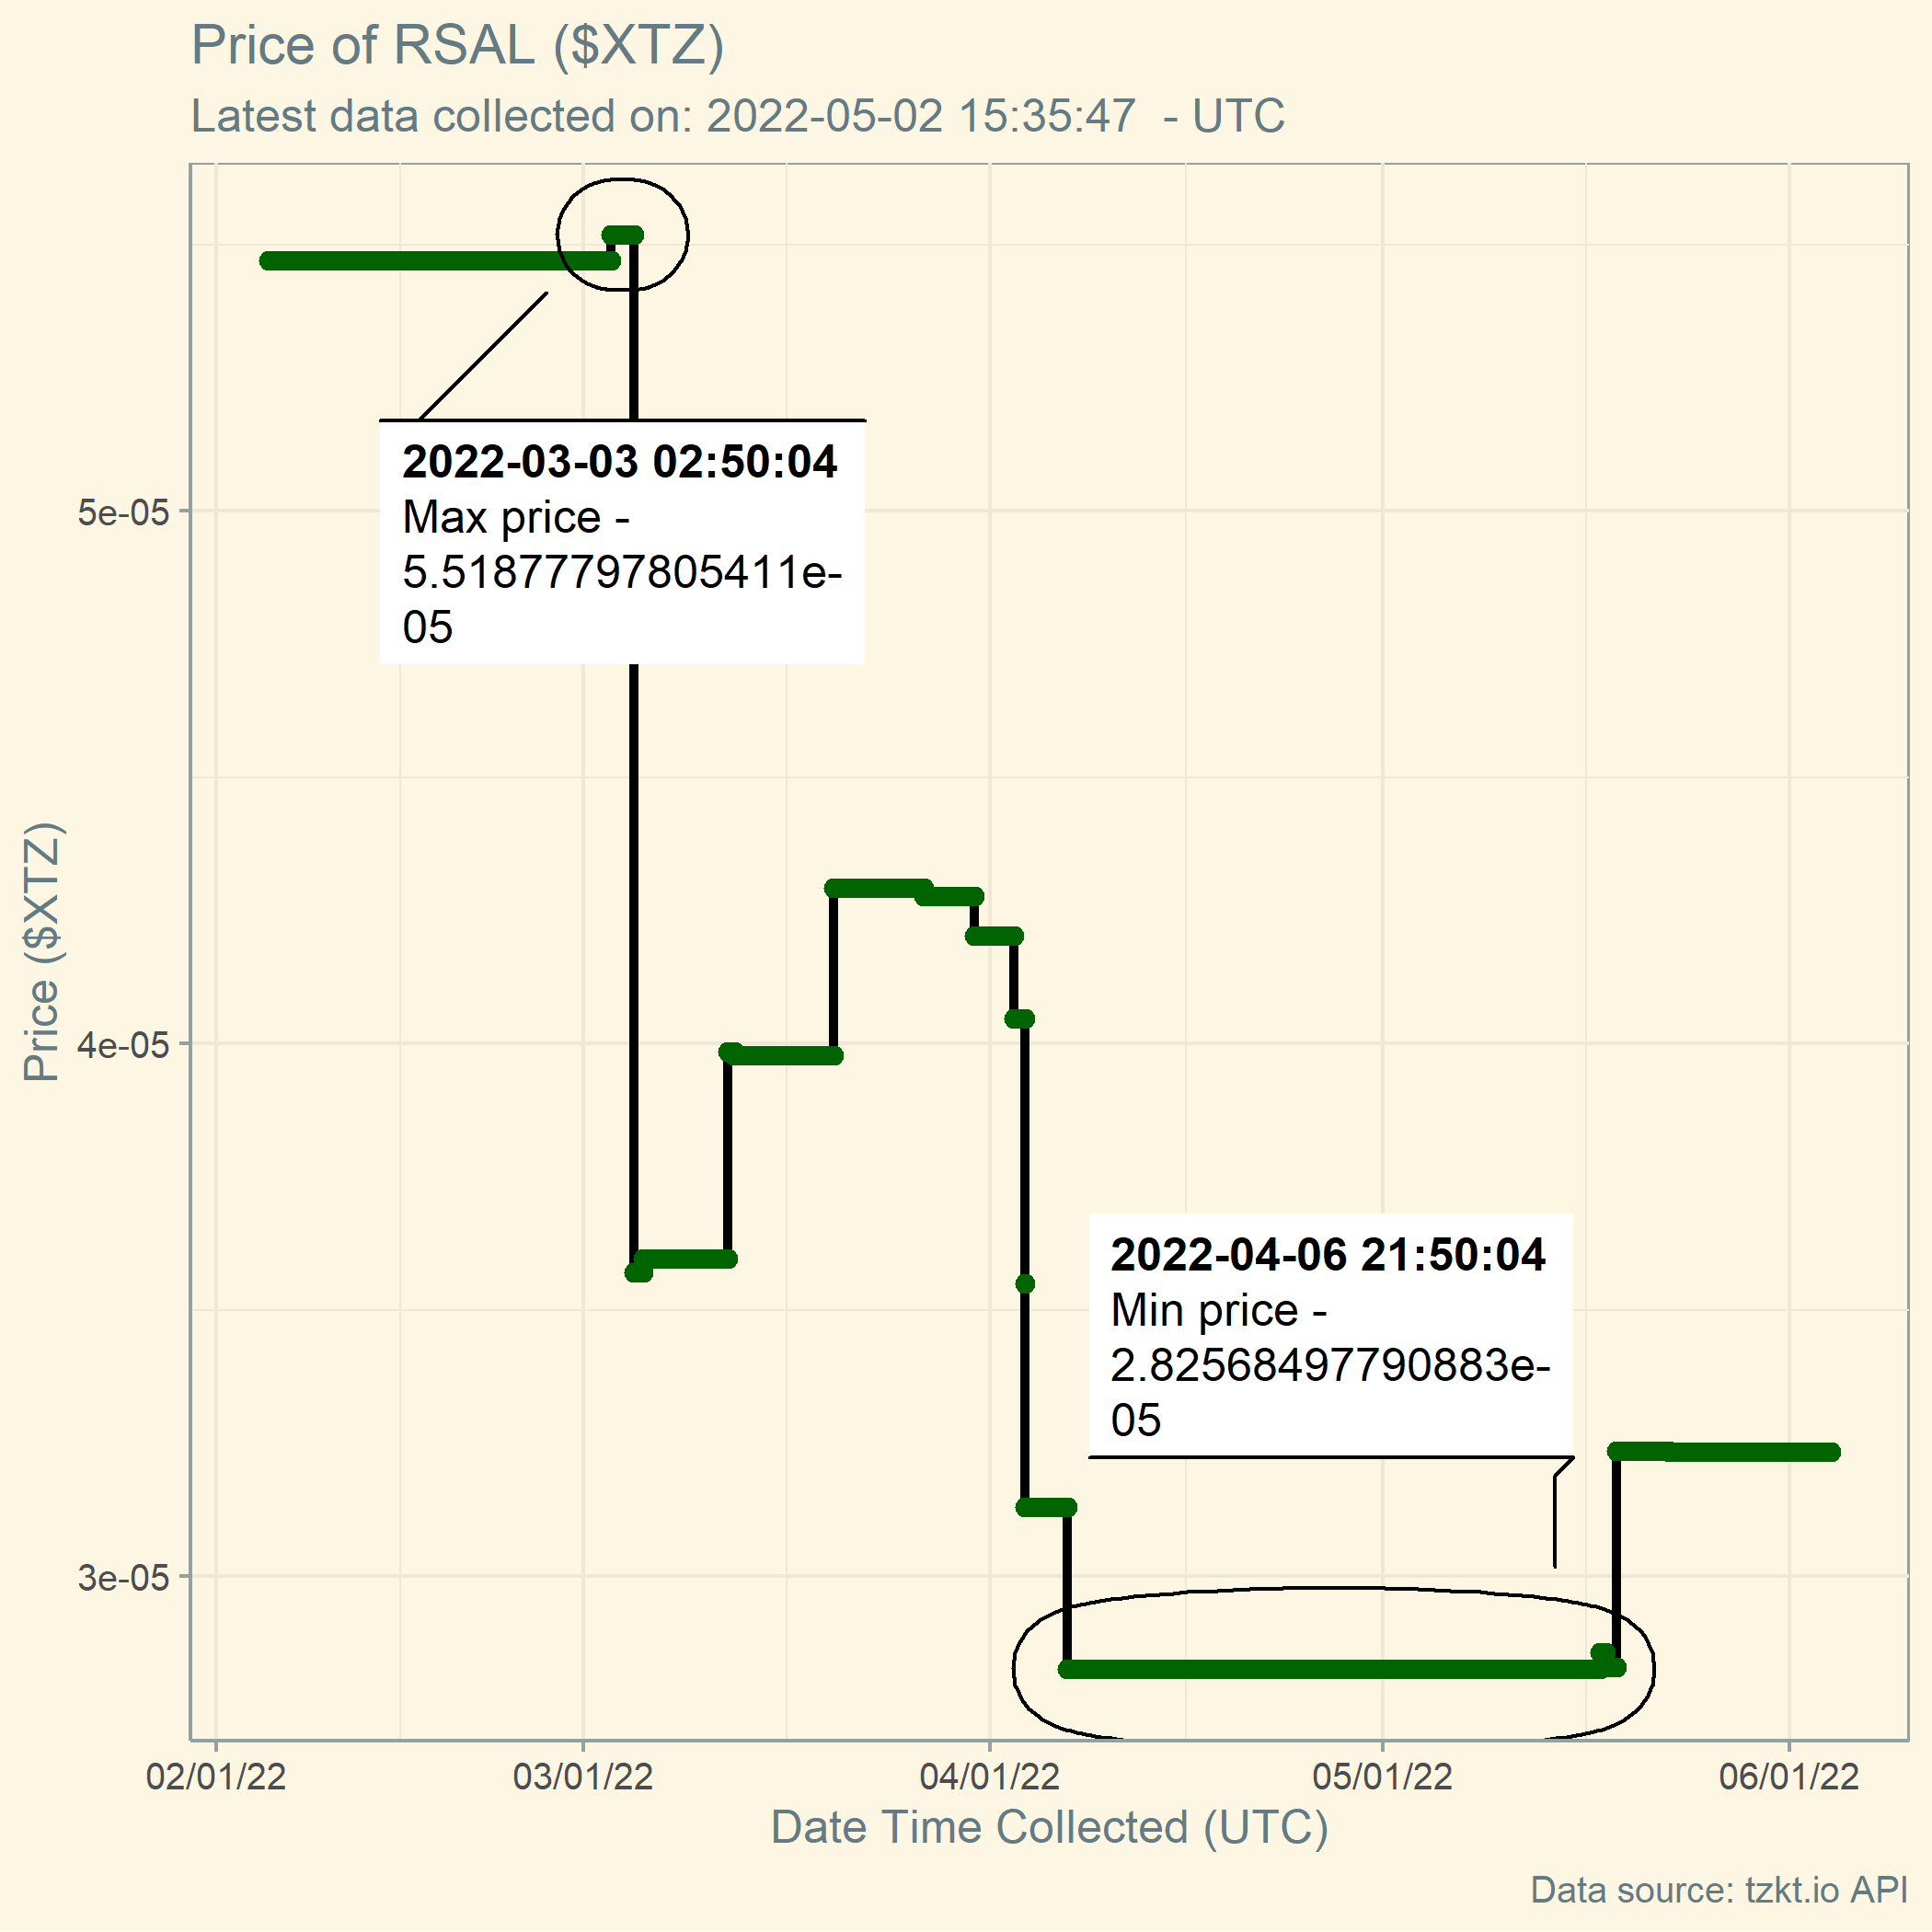 Price of RSAL ($XTZ)
Latest data collected on: 2022-05-02 15:35:47  - UTC
2022-03-03 02:50:04
Max price -
5.51877797805411e-
05
5e-05
Price ($XTZ)
4e-05
2022-04-06 21:50:04
Min price -
2.82568497790883e-
05
3e-05
02/01/22 03/01/22 04/01/22 05/01/22 06/01/22
Date Time Collected (UTC)
Data source: tzkt.io API